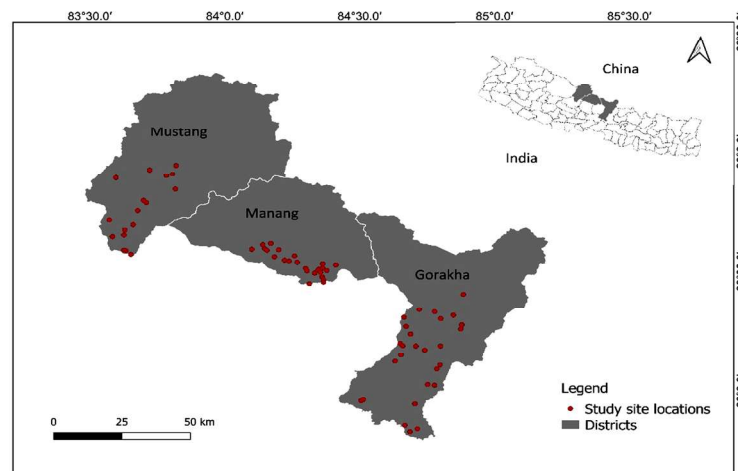 83°30.0' 84°0.0' 84°30.0' 85°0.0' 85°30.0'
China
Mustang
India
Manang
Gorakha
Legend
Study site locations
Districts
0 25 50 km